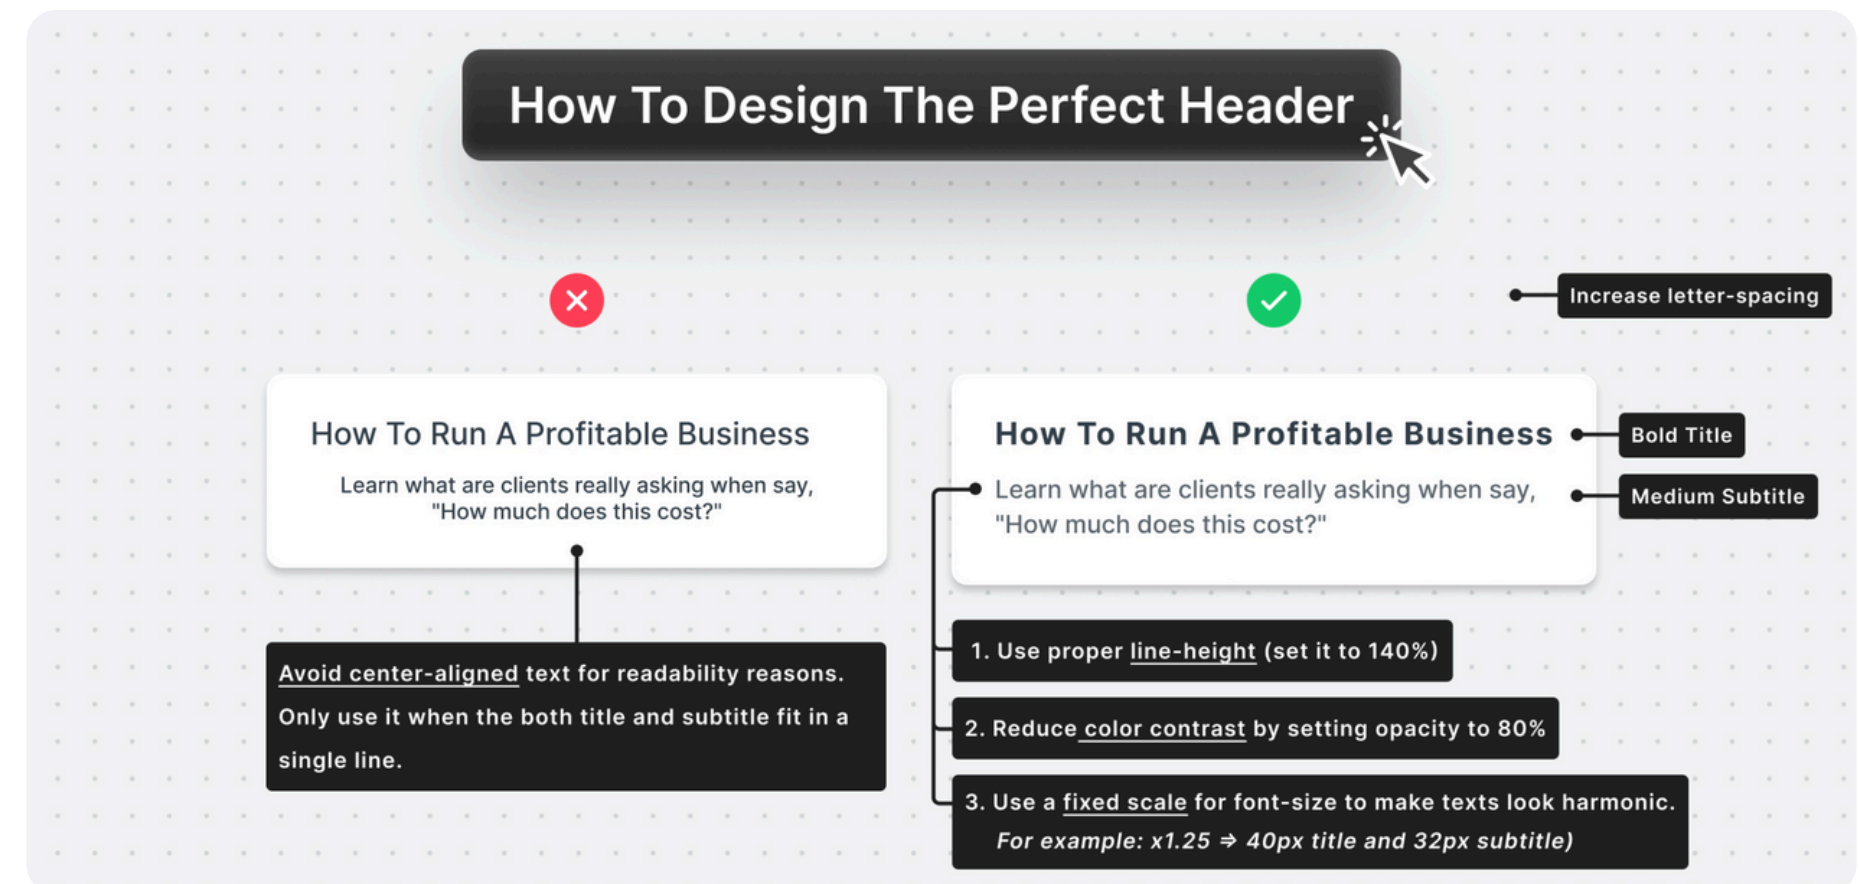 How To Design The Perfect Header
Increase letter-spacing
How To Run A Profitable Business
Learn what are clients really asking when say,
"How much does this cost?"
Avoid center-aligned text for readability reasons.
Only use it when the both title and subtitle fit in a
single line.
How To Run A Profitable Business
Bold Title
Learn what are clients really asking when say,
"How much does this cost?"
Medium Subtitle
1. Use proper line-height (set it to 140%)
2. Reduce color contrast by setting opacity to 80%
3. Use a fixed scale for font-size to make texts look harmonic.
For example: x1.25 ⇒ 40px title and 32px subtitle)